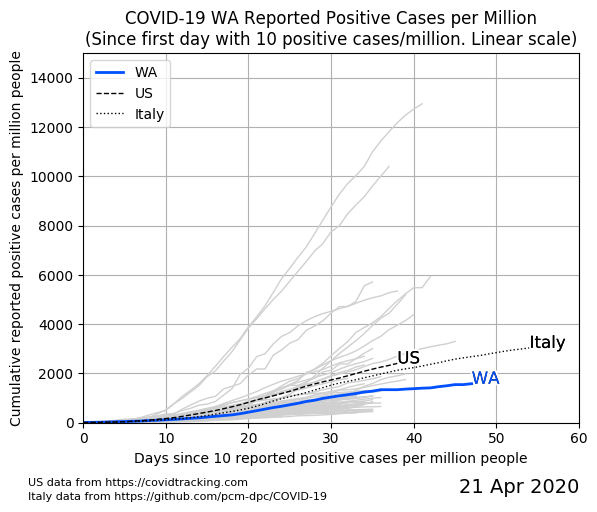 COVID-19 WA Reported Positive Cases per Million
(Since first day with 10 positive cases/million. Linear scale)
Cumulative reported positive cases per million people
14000
12000
10000
8000
6000
4000
2000
0
WA
US
Italy
US
Italy
WA
0 10 20 30 40 50 60
Days since 10 reported positive cases per million people
US data from https://covidtracking.com
Italy data from https://github.com/pcm-dpc/COVID-19
21 Apr 2020